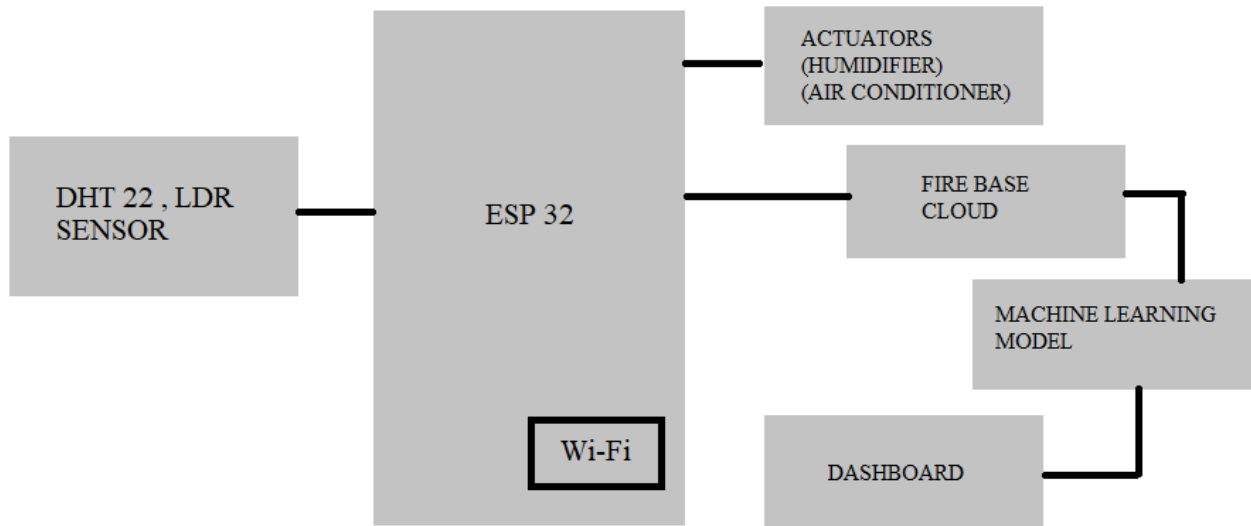 DHT 22 , LDR
SENSOR
ESP 32
Wi-Fi
ACTUATORS
(HUMIDIFIER)
(AIR CONDITIONER)
FIRE BASE
CLOUD
MACHINE LEARNING
MODEL
DASHBOARD